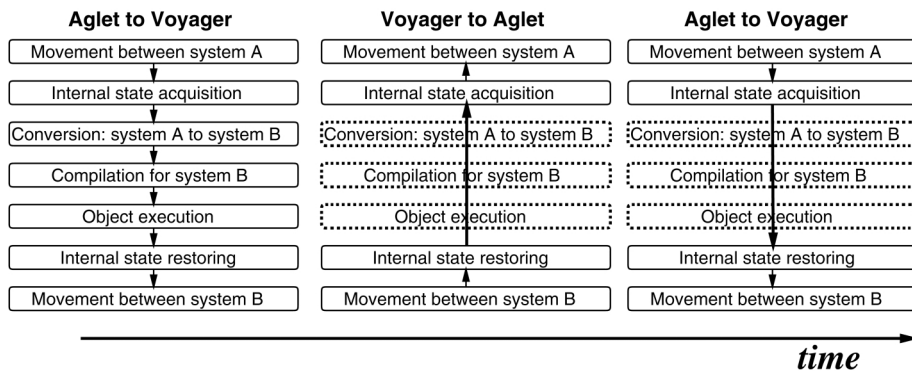 Aglet to Voyager
Movement between system A
Internal state acquisition
Conversion: system A to system B
Compilation for system B
Object execution
Internal state restoring
Movement between system B
Voyager to Aglet
Movement between system A
Internal state acquisition
Conversion: system A to system B
Compilation for system B
Object execution
Internal state restoring
Movement between system B
Aglet to Voyager
Movement between system A
Internal state acquisition
Conversion: system A to system B
Compilation for system B
Object execution
Internal state restoring
Movement between system B
time